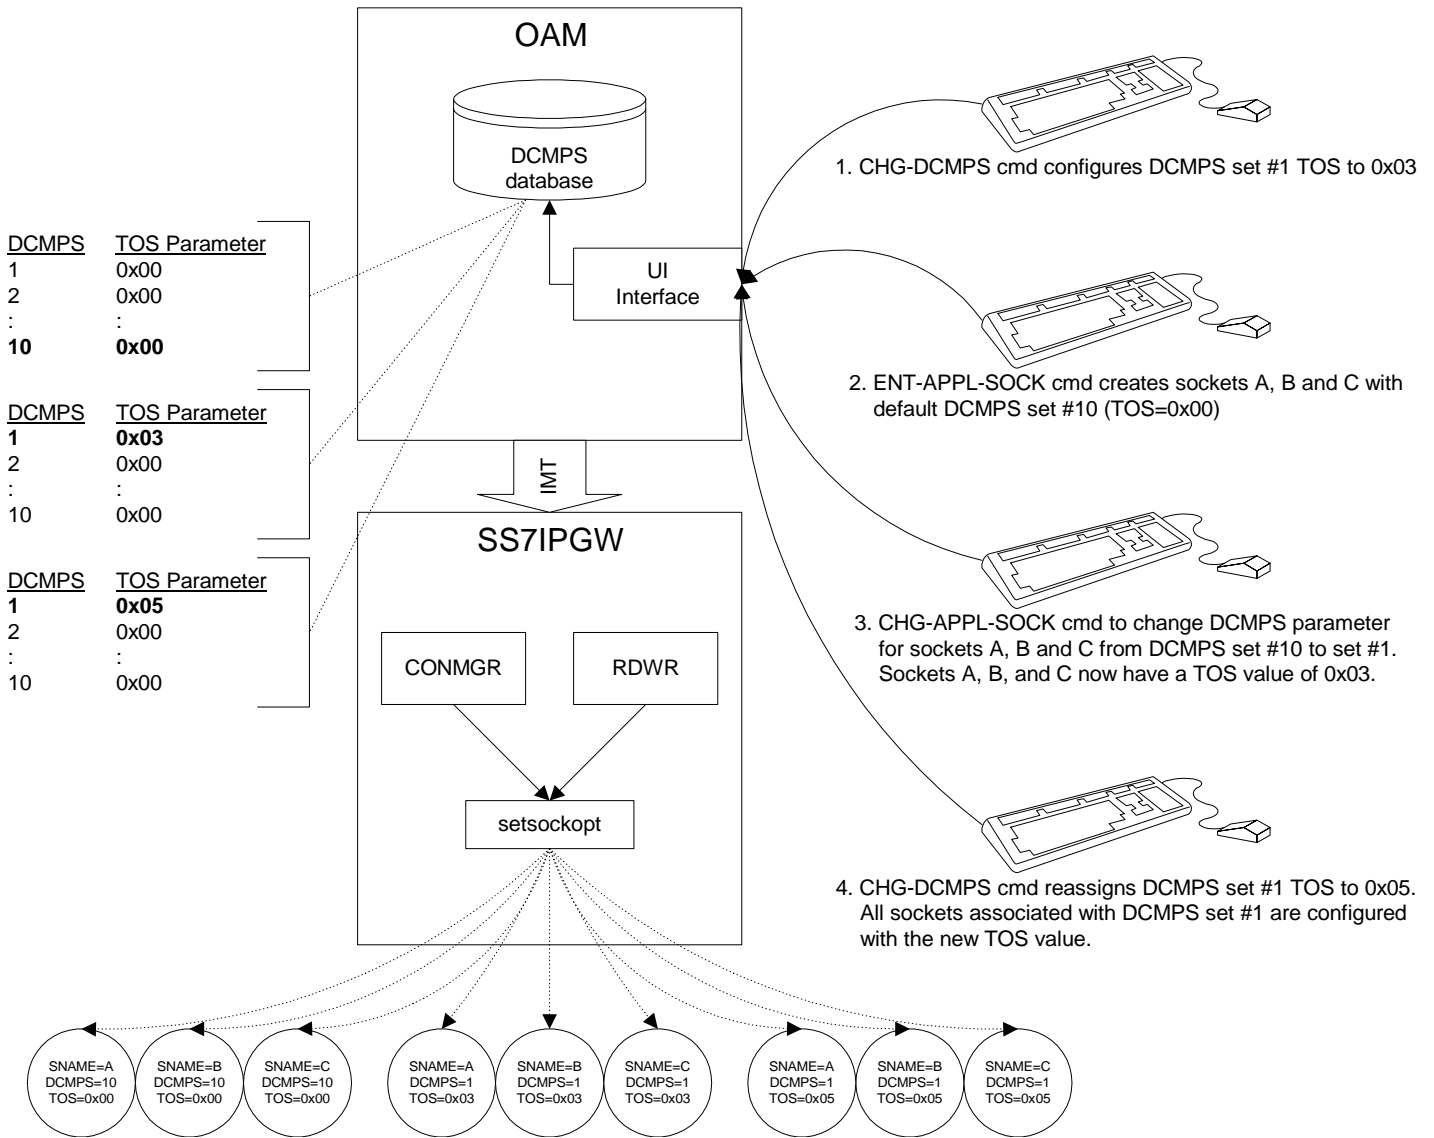 OAM
DCMPS
database
UI
Interface
DCMPS TOS Parameter
1 0x00
2 0x00
: :
10 0x00
DCMPS TOS Parameter
1 0x03
2 0x00
: :
10 0x00
DCMPS TOS Parameter
1 0x05
2 0x00
: :
10 0x00
1. CHG-DCMPS cmd configures DCMPS set #1 TOS to 0x03
2. ENT-APPL-SOCK cmd creates sockets A, B and C with
default DCMPS set #10 (TOS=0x00)
3. CHG-APPL-SOCK cmd to change DCMPS parameter
for sockets A, B and C from DCMPS set #10 to set #1.
Sockets A, B, and C now have a TOS value of 0x03.
4. CHG-DCMPS cmd reassigns DCMPS set #1 TOS to 0x05.
All sockets associated with DCMPS set #1 are configured
with the new TOS value.
IMT
SS7IPGW
CONMGR
RDWR
setsockopt
SNAME=A
DCMPS=10
TOS=0x00
SNAME=B
DCMPS=10
TOS=0x00
SNAME=C
DCMPS=10
TOS=0x00
SNAME=A
DCMPS=1
TOS=0x03
SNAME=B
DCMPS=1
TOS=0x03
SNAME=C
DCMPS=1
TOS=0x03
SNAME=A
DCMPS=1
TOS=0x05
SNAME=B
DCMPS=1
TOS=0x05
SNAME=C
DCMPS=1
TOS=0x05